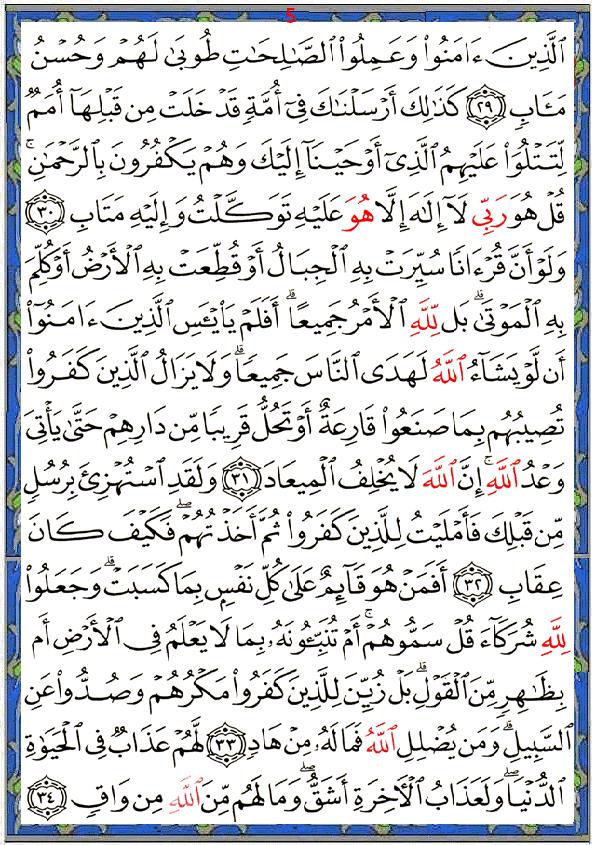 5
ٱلَّذِينَ ءَامَنُوا۟ وَعَمِلُوا۟ ٱلصَّـٰلِحَـٰتِ طُوبَىٰ لَهُمْ وَحُسْنُ
مَـَٔابٍ ﴿٢٩﴾ كَذَٰلِكَ أَرْسَلْنَـٰكَ فِىٓ أُمَّةٍ قَدْ خَلَتْ مِن قَبْلِهَآ أُمَمٌ
لِّتَتْلُوَا۟ عَلَيْهِمُ ٱلَّذِىٓ أَوْحَيْنَآ إِلَيْكَ وَهُمْ يَكْفُرُونَ بِٱلرَّحْمَـٰنِ ۚ
قُلْ هُوَ رَبِّى لَآ إِلَـٰهَ إِلَّا هُوَ عَلَيْهِ تَوَكَّلْتُ وَإِلَيْهِ مَتَابِ ﴿٣٠﴾
وَلَوْ أَنَّ قُرْءَانًا سُيِّرَتْ بِهِ ٱلْجِبَالُ أَوْ قُطِّعَتْ بِهِ ٱلْأَرْضُ أَوْ كُلِّمَ
بِهِ ٱلْمَوْتَىٰ ۗ بَل لِّلَّهِ ٱلْأَمْرُ جَمِيعًا ۗ أَفَلَمْ يَا۟يْـَٔسِ ٱلَّذِينَ ءَامَنُوٓا۟
أَن لَّوْ يَشَآءُ ٱللَّهُ لَهَدَى ٱلنَّاسَ جَمِيعًا ۗ وَلَا يَزَالُ ٱلَّذِينَ كَفَرُوا۟
تُصِيبُهُم بِمَا صَنَعُوا۟ قَارِعَةٌ أَوْ تَحُلُّ قَرِيبًا مِّن دَارِهِمْ حَتَّىٰ يَأْتِىَ
وَعْدُ ٱللَّهِ ۚ إِنَّ ٱللَّهَ لَا يُخْلِفُ ٱلْمِيعَادَ ﴿٣١﴾ وَلَقَدِ ٱسْتُهْزِئَ بِرُسُلٍ
مِّن قَبْلِكَ فَأَمْلَيْتُ لِلَّذِينَ كَفَرُوا۟ ثُمَّ أَخَذْتُهُمْ ۖ فَكَيْفَ كَانَ
عِقَابِ ﴿٣٢﴾ أَفَمَنْ هُوَ قَآئِمٌ عَلَىٰ كُلِّ نَفْسٍۭ بِمَا كَسَبَتْ ۗ وَجَعَلُوا۟
لِلَّهِ شُرَكَآءَ قُلْ سَمُّوهُمْ ۚ أَمْ تُنَبِّـُٔونَهُۥ بِمَا لَا يَعْلَمُ فِى ٱلْأَرْضِ أَم
بِظَـٰهِرٍ مِّنَ ٱلْقَوْلِ ۗ بَلْ زُيِّنَ لِلَّذِينَ كَفَرُوا۟ مَكْرُهُمْ وَصُدُّوا۟ عَنِ
ٱلسَّبِيلِ ۗ وَمَن يُضْلِلِ ٱللَّهُ فَمَا لَهُۥ مِنْ هَادٍ ﴿٣٣﴾ لَّهُمْ عَذَابٌ فِى ٱلْحَيَوٰةِ
ٱلدُّنْيَا ۖ وَلَعَذَابُ ٱلْـَٔاخِرَةِ أَشَقُّ ۖ وَمَا لَهُم مِّنَ ٱللَّهِ مِن وَاقٍ ﴿٣٤﴾